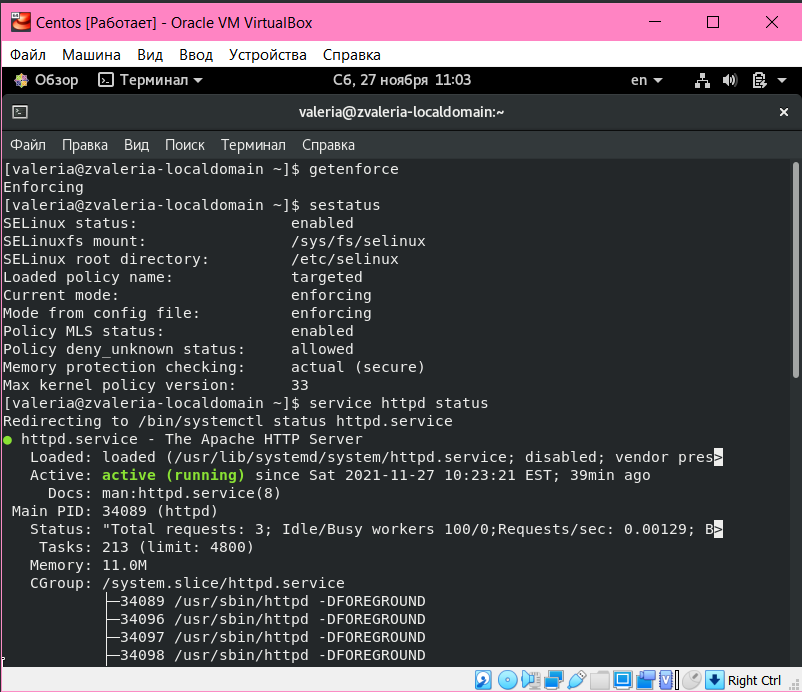 Centos [Работает] - Oracle VM VirtualBox
Файл Машина Вид Ввод Устройства Справка
Обзор Терминал Сб, 27 ноября 11:03 en
valeria@zvaleria-localdomain:~
Файл Правка Вид Поиск Терминал Справка
[valeria@zvaleria-localdomain ~]$ getenforce
Enforcing
[valeria@zvaleria-localdomain ~]$ sestatus
SELinux status:                 enabled
SELinuxfs mount:                /sys/fs/selinux
SELinux root directory:         /etc/selinux
Loaded policy name:             targeted
Current mode:                   enforcing
Mode from config file:          enforcing
Policy MLS status:              enabled
Policy deny_unknown status:     allowed
Memory protection checking:     actual (secure)
Max kernel policy version:      33
[valeria@zvaleria-localdomain ~]$ service httpd status
Redirecting to /bin/systemctl status httpd.service
● httpd.service - The Apache HTTP Server
   Loaded: loaded (/usr/lib/systemd/system/httpd.service; disabled; vendor pres>
   Active: active (running) since Sat 2021-11-27 10:23:21 EST; 39min ago
     Docs: man:httpd.service(8)
 Main PID: 34089 (httpd)
   Status: "Total requests: 3; Idle/Busy workers 100/0;Requests/sec: 0.00129; B>
    Tasks: 213 (limit: 4800)
   Memory: 11.0M
   CGroup: /system.slice/httpd.service
           ├─34089 /usr/sbin/httpd -DFOREGROUND
           ├─34096 /usr/sbin/httpd -DFOREGROUND
           ├─34097 /usr/sbin/httpd -DFOREGROUND
           ├─34098 /usr/sbin/httpd -DFOREGROUND
Right Ctrl